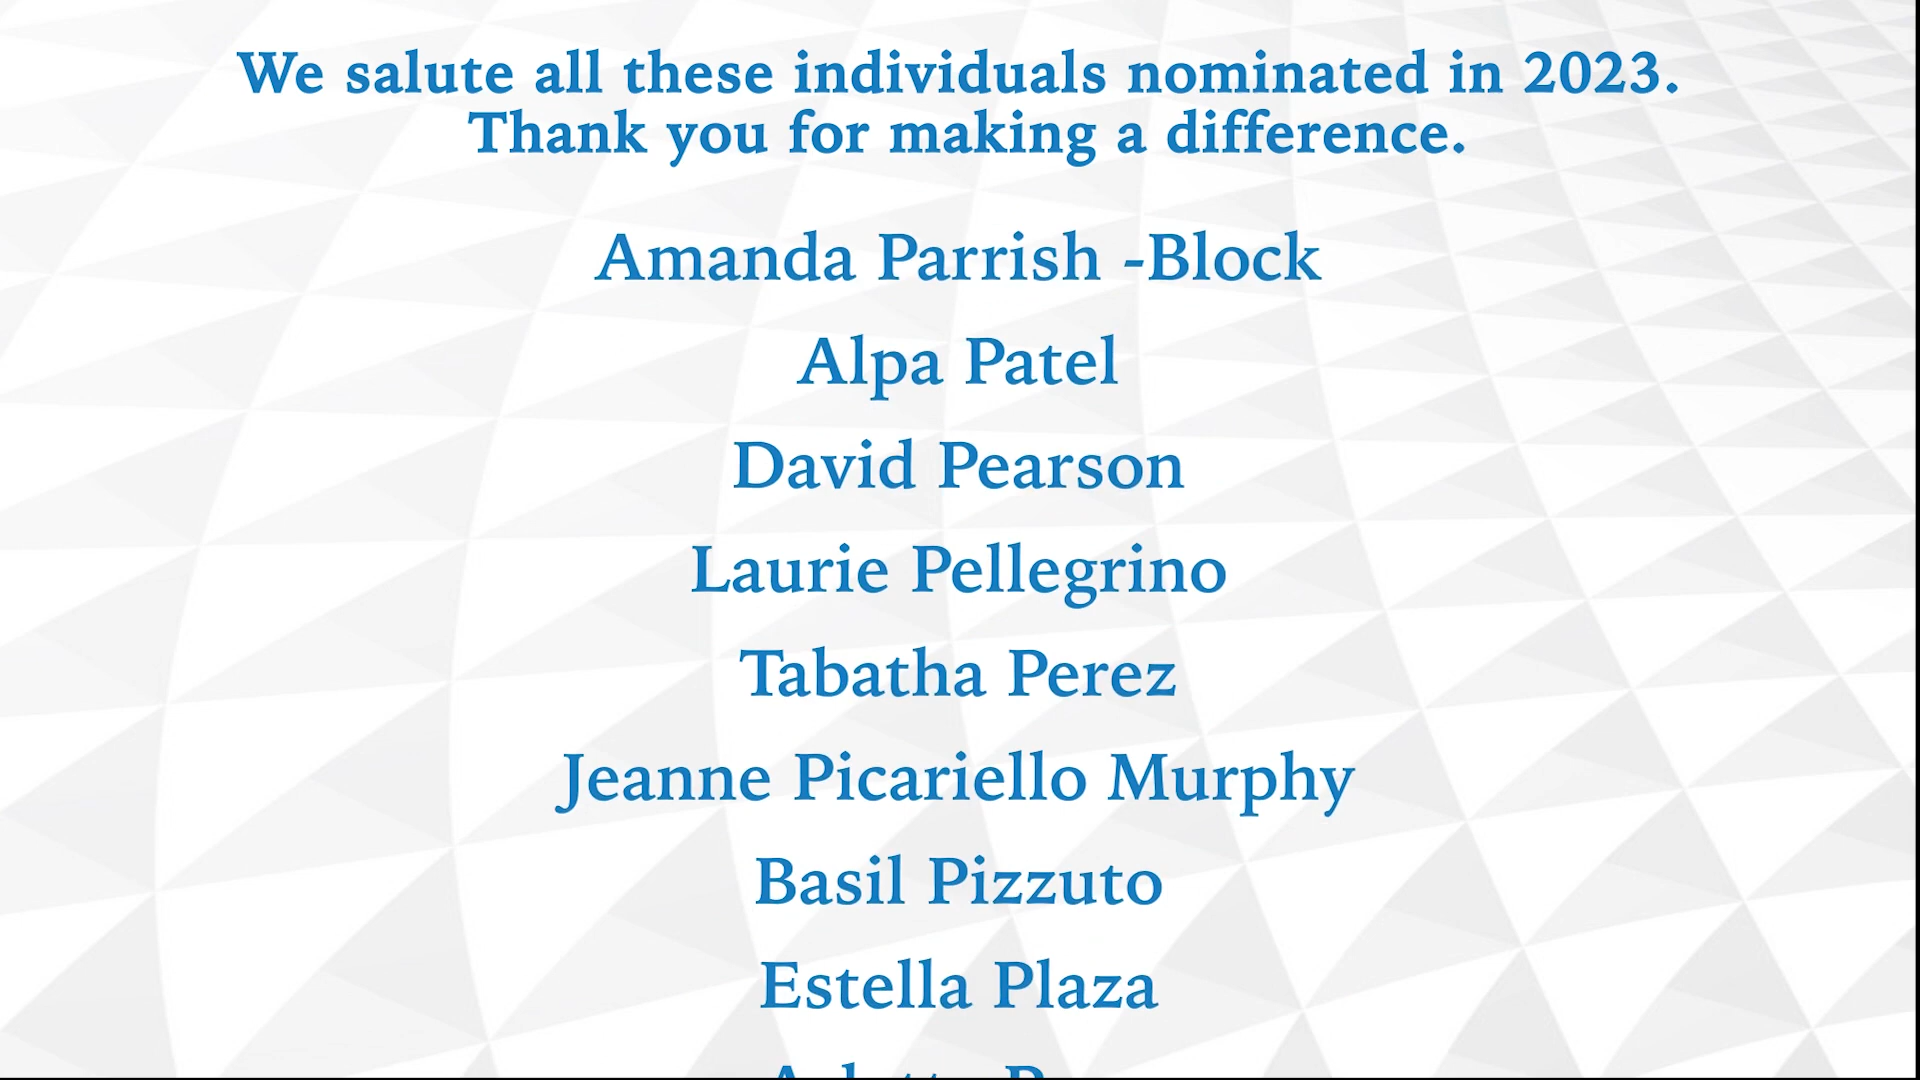 We salute all these individuals nominated in 2023.
Thank you for making a difference.
Amanda Parrish -Block
Alpa Patel
David Pearson
Laurie Pellegrino
Tabatha Perez
Jeanne Picariello Murphy
Basil Pizzuto
Estella Plaza